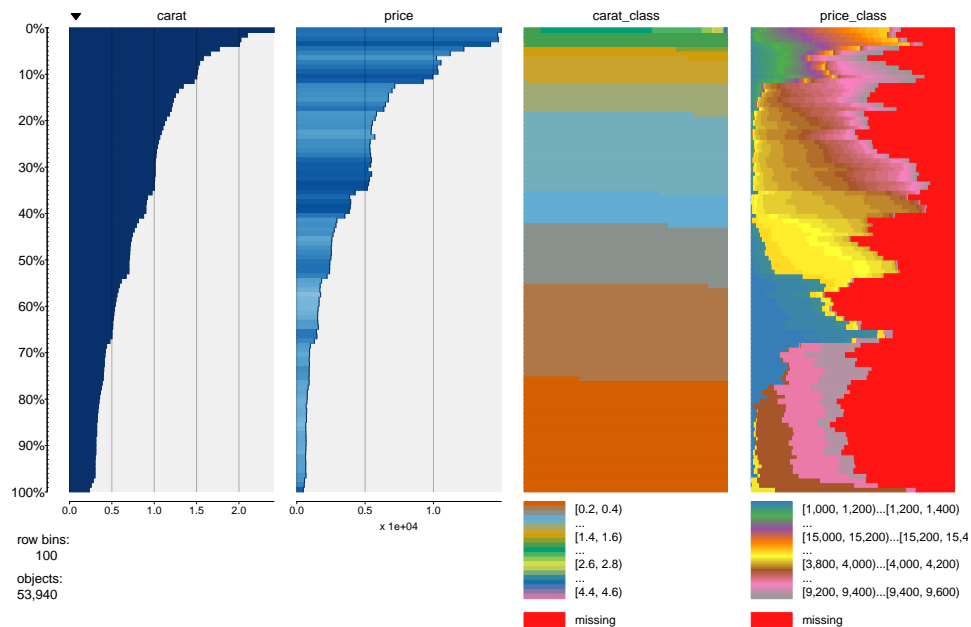 carat
price
carat_class
price_class
0%
10%
20%
30%
40%
50%
60%
70%
80%
90%
100%
0.0 0.5 1.0 1.5 2.0
0.0 0.5 1.0
x 1e+04
row bins:
100
objects:
53,940
[0.2, 0.4)
...
[1.4, 1.6)
...
[2.6, 2.8)
...
[4.4, 4.6)
missing
[1,000, 1,200)...[1,200, 1,400)
...
[15,000, 15,200)...[15,200, 15,4
...
[3,800, 4,000)...[4,000, 4,200)
...
[9,200, 9,400)...[9,400, 9,600)
missing